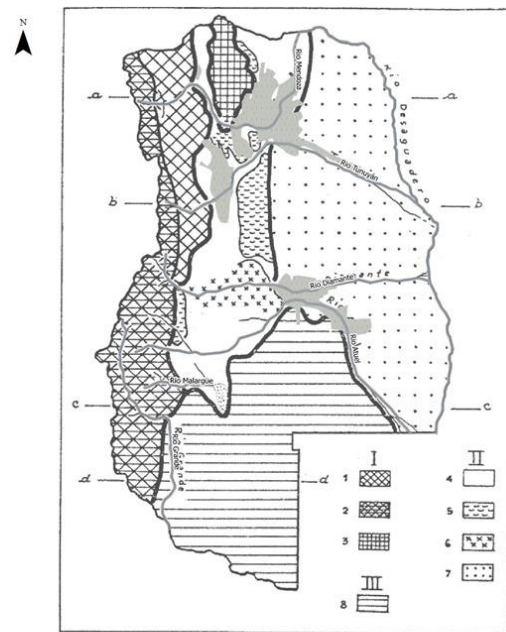 N
Río Mendoza
Río Desaguadero
a
a
Río Tunuyán
b
b
Río Diamante
Río
Río Atuel
Río Malargüe
c
c
Río Grande
d
d
I
II
1
2
3
4
5
6
7
III
8